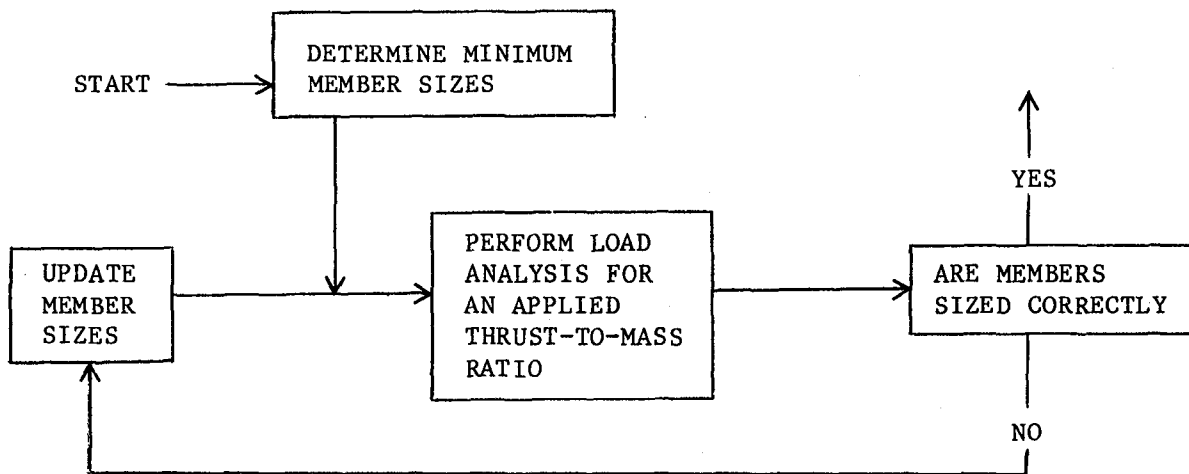 START
DETERMINE MINIMUM
MEMBER SIZES
YES
UPDATE
MEMBER
SIZES
PERFORM LOAD
ANALYSIS FOR
AN APPLIED
THRUST-TO-MASS
RATIO
ARE MEMBERS
SIZED CORRECTLY
NO